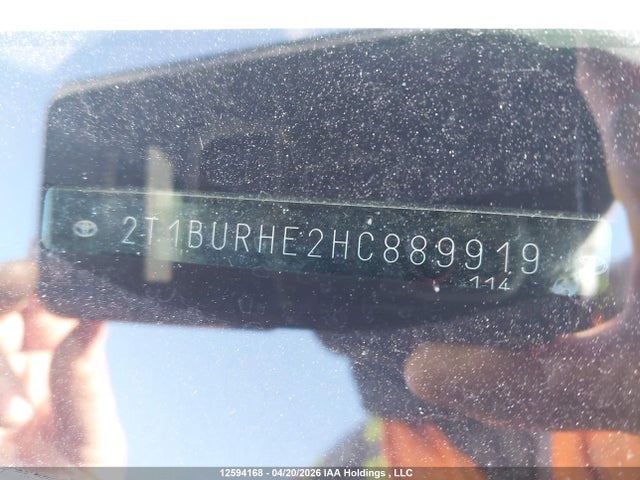 2T1BURHE2HC889919
114
12594168 - 04/20/2026 IAA Holdings , LLC